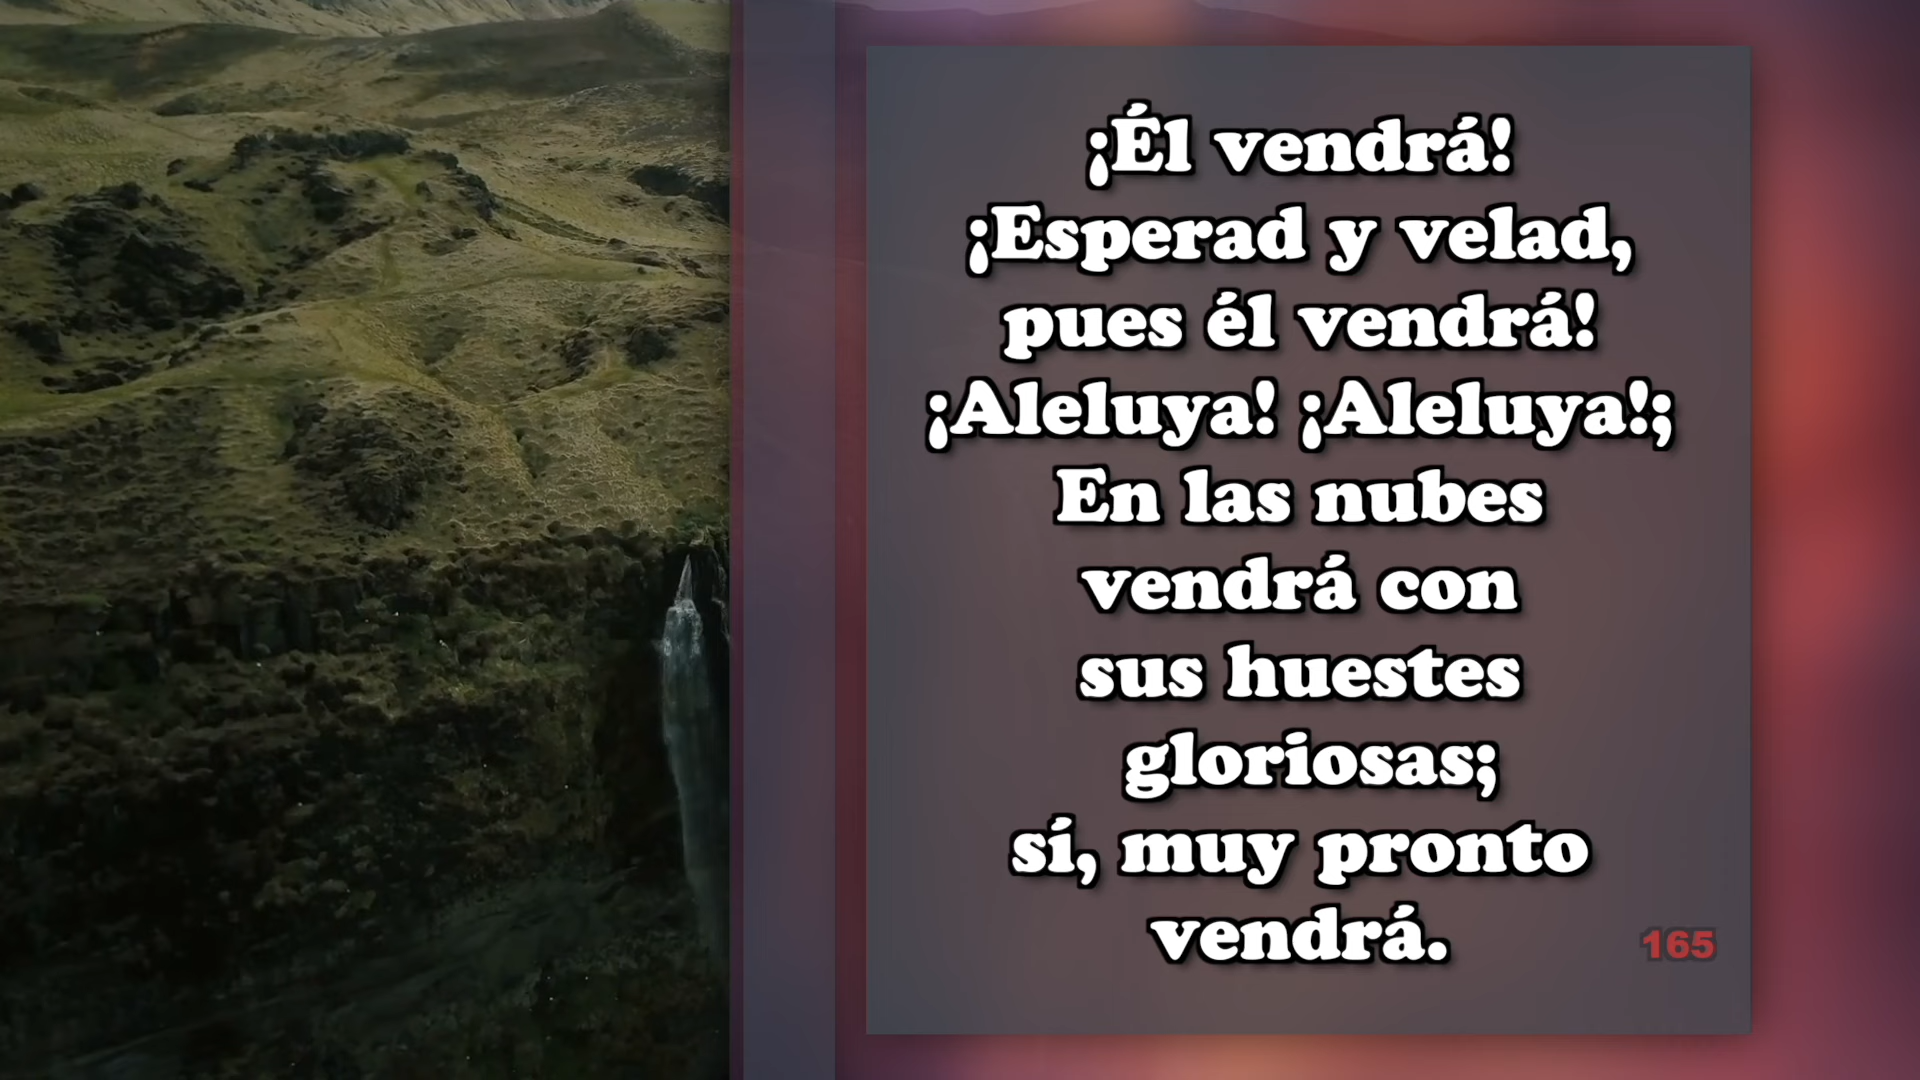 ¡Él vendrá!
¡Esperad y velad,
pues él vendrá!
¡Aleluya! ¡Aleluya!;
En las nubes
vendrá con
sus huestes
gloriosas;
sí, muy pronto
vendrá.
165